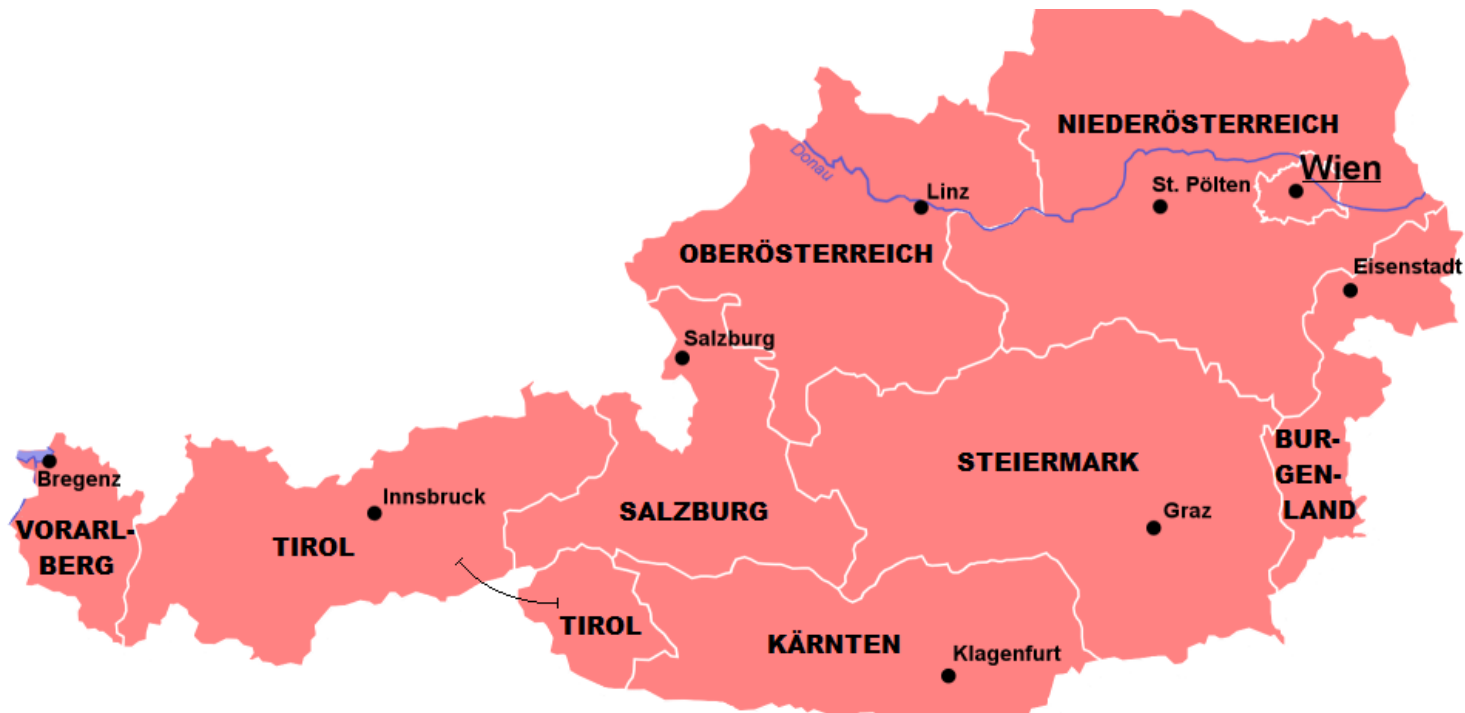 NIEDERÖSTERREICH
Donau
Wien
Linz
St. Pölten
OBERÖSTERREICH
Eisenstadt
Salzburg
BUR-
GEN-
LAND
STEIERMARK
Bregenz
Innsbruck
SALZBURG
Graz
VORARL-
BERG
TIROL
TIROL
KÄRNTEN
Klagenfurt